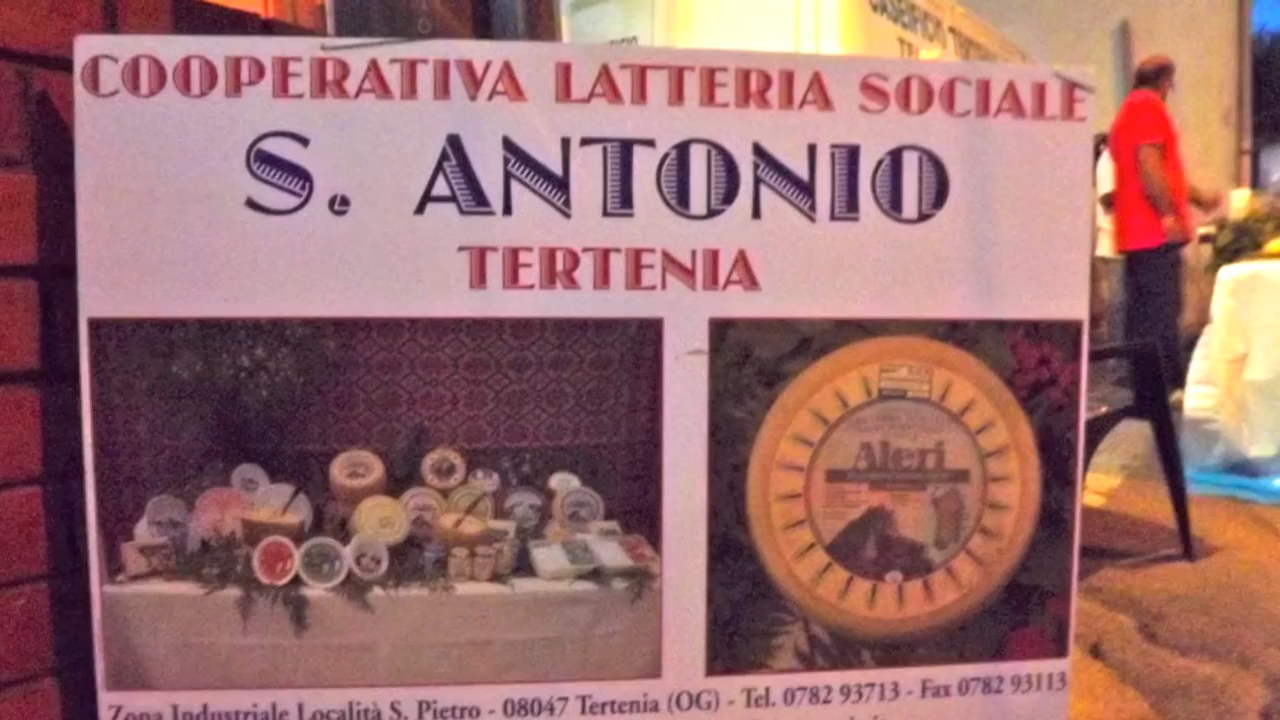 CASEIFICIO
COOPERATIVA LATTERIA SOCIALE
S. ANTONIO
TERTENIA
Aleri
Zona Industriale Località S. Pietro - 08047 Tertenia (OG) - Tel. 0782 93713 - Fax 0782 93113